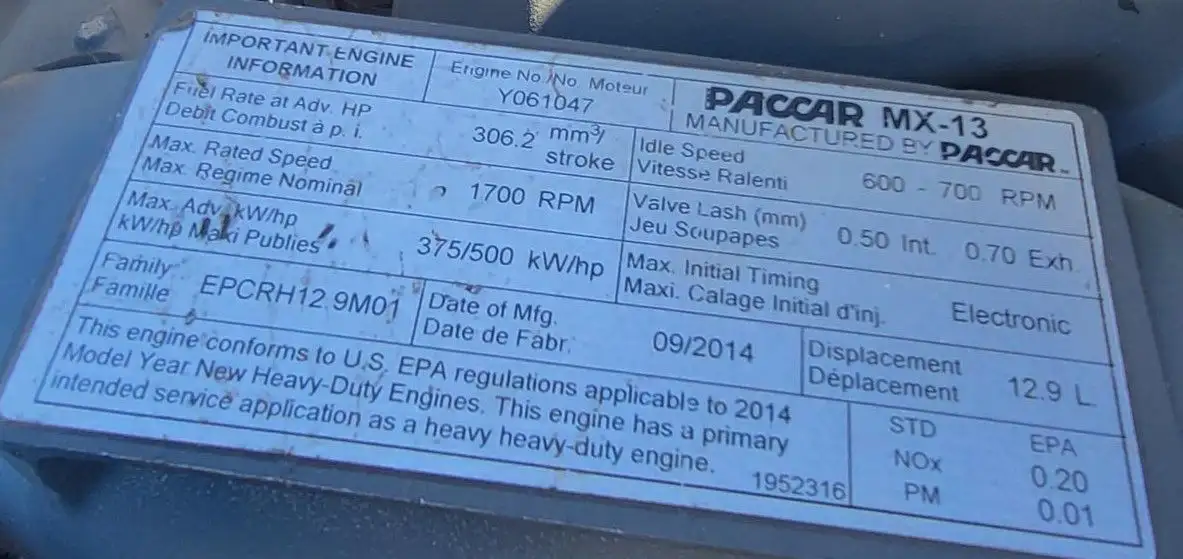 IMPORTANT ENGINE
INFORMATION
Engine No./No. Moteur
Y061047
PACCAR MX-13
MANUFACTURED BY PACCAR
Fuel Rate at Adv. HP
Debit Combust à p. i.
306.2 mm³/
stroke
Idle Speed
Vitesse Ralenti
600 - 700 RPM
Max. Rated Speed
Max. Regime Nominal
1700 RPM
Valve Lash (mm)
Jeu Soupapes
0.50 Int. 0.70 Exh.
Max. Adv. kW/hp
kW/hp Maxi Publies
375/500 kW/hp
Max. Initial Timing
Maxi. Calage Initial d'inj.
Electronic
Family
Famille
EPCRH12.9M01
Date of Mfg.
Date de Fabr.
09/2014
Displacement
Déplacement
12.9 L.
This engine conforms to U.S. EPA regulations applicable to 2014
Model Year New Heavy-Duty Engines. This engine has a primary
intended service application as a heavy heavy-duty engine.
1952316
STD EPA
NOx 0.20
PM 0.01